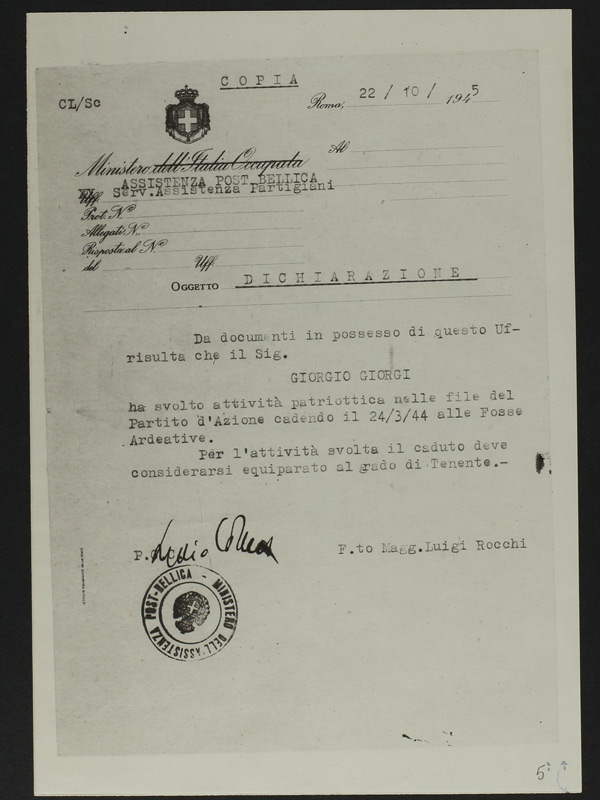 COPIA
CL/Sc
Roma, 22 / 10 / 1945
Ministero dell'Italia Occupata
Al
ASSISTENZA POST BELLICA
Uff. Serv. Assistenza Partigiani
Prot. N.º
Allegati N.º
Risposta al N.º
del Uff.
OGGETTO DICHIARAZIONE
Da documenti in possesso di questo Uf-
risulta che il Sig.
GIORGIO GIORGI
ha svolto attività patriottica nelle file del
Partito d'Azione cadendo il 24/3/44 alle Fosse
Ardeative.
Per l'attività svolta il caduto deve
considerarsi equiparato al grado di Tenente.-
P.
F.to Magg. Luigi Rocchi
MINISTERO DELL'ASSISTENZA POST-BELLICA -
5